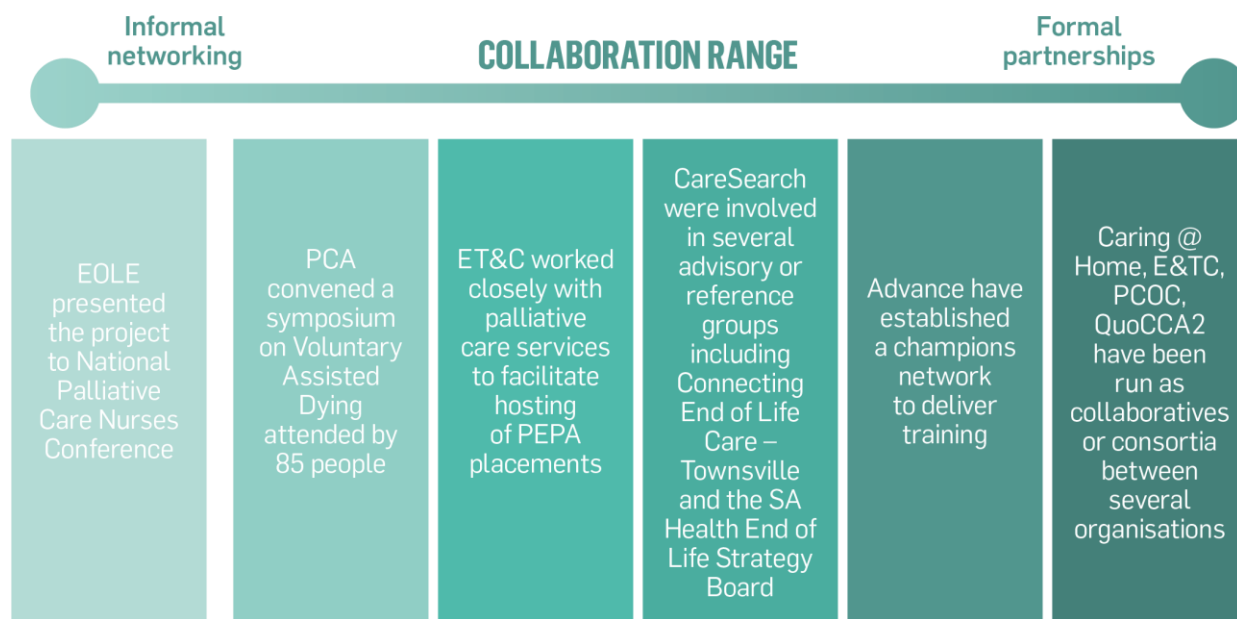 Informal
networking
COLLABORATION RANGE
Formal
partnerships
EOLE
presented
the project
to National
Palliative
Care Nurses
Conference
PCA
convened a
symposium
on Voluntary
Assisted
Dying
attended by
85 people
ET&C worked
closely with
palliative
care services
to facilitate
hosting
of PEPA
placements
CareSearch
were involved
in several
advisory or
reference
groups
including
Connecting
End of Life
Care –
Townsville
and the SA
Health End of
Life Strategy
Board
Advance have
established
a champions
network
to deliver
training
Caring @
Home, E&TC,
PCOC,
QuoCCA2
have been
run as
collaboratives
or consortia
between
several
organisations